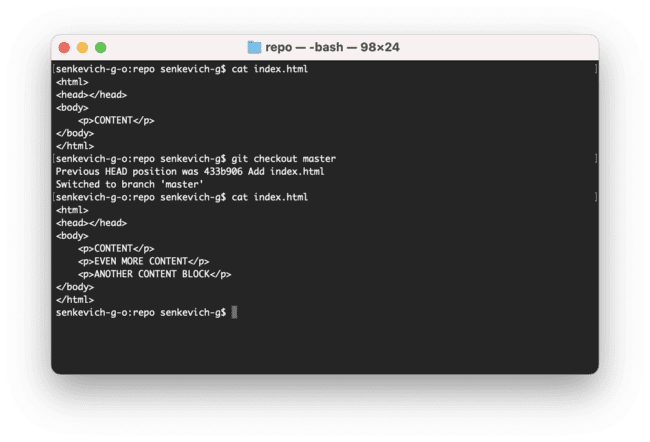 repo — -bash — 98×24
[senkevich-g-o:repo senkevich-g$ cat index.html ]
<html>
<head></head>
<body>
    <p>CONTENT</p>
</body>
</html>
[senkevich-g-o:repo senkevich-g$ git checkout master ]
Previous HEAD position was 433b906 Add index.html
Switched to branch 'master'
[senkevich-g-o:repo senkevich-g$ cat index.html ]
<html>
<head></head>
<body>
    <p>CONTENT</p>
    <p>EVEN MORE CONTENT</p>
    <p>ANOTHER CONTENT BLOCK</p>
</body>
</html>
senkevich-g-o:repo senkevich-g$